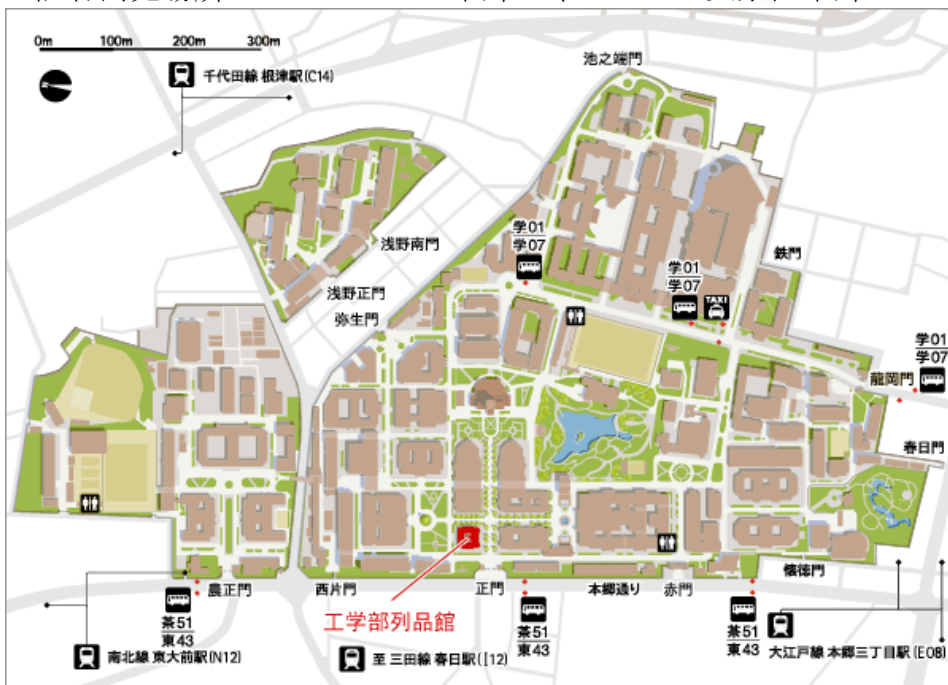 0m 100m 200m 300m
千代田線 根津駅(C14)
池之端門
学01
学07
浅野南門
学01
学07
TAXI
鉄門
浅野正門
弥生門
学01
学07
龍岡門
春日門
懐徳門
農正門
西片門
正門
本郷通り
赤門
工学部列品館
茶51
東43
茶51
東43
茶51
東43
南北線 東大前駅(N12)
至 三田線 春日駅(I12)
大江戸線 本郷三丁目駅(E08)